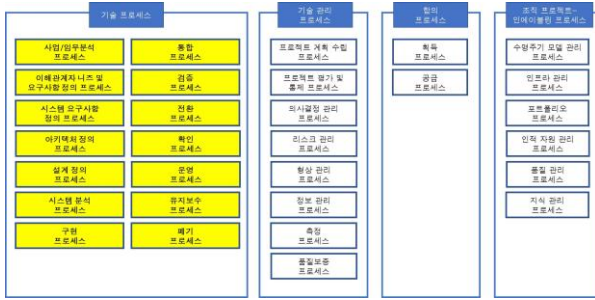 기술 프로세스
사업/임무분석
프로세스
이해관계자 니즈 및
요구사항 정의 프로세스
시스템 요구사항
정의 프로세스
아키텍처 정의
프로세스
설계 정의
프로세스
시스템 분석
프로세스
구현
프로세스
통합
프로세스
검증
프로세스
전환
프로세스
확인
프로세스
운영
프로세스
유지보수
프로세스
폐기
프로세스
기술 관리
프로세스
프로젝트 계획 수립
프로세스
프로젝트 평가 및
통제 프로세스
의사결정 관리
프로세스
리스크 관리
프로세스
형상 관리
프로세스
정보 관리
프로세스
측정
프로세스
품질보증
프로세스
합의
프로세스
획득
프로세스
공급
프로세스
조직 프로젝트-
인에이블링 프로세스
수명주기 모델 관리
프로세스
인프라 관리
프로세스
포트폴리오
프로세스
인적 자원 관리
프로세스
품질 관리
프로세스
지식 관리
프로세스